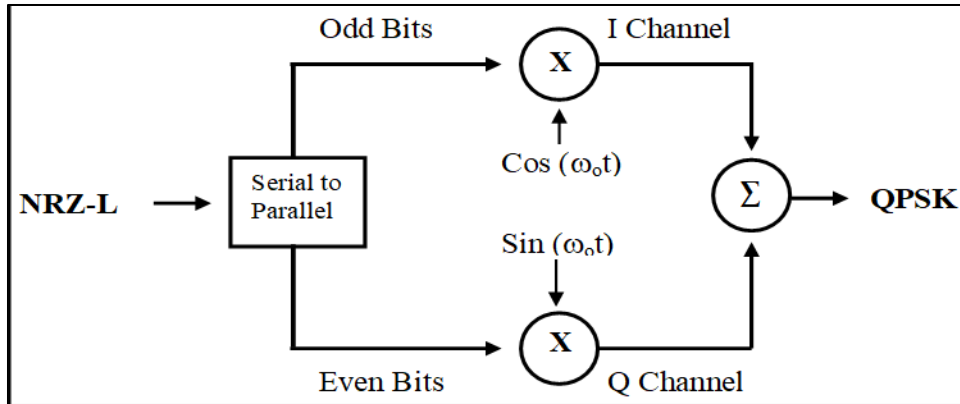 Odd Bits
I Channel
X
Cos (ωₒt)
NRZ-L
Serial to
Parallel
Σ
QPSK
Sin (ωₒt)
X
Even Bits
Q Channel